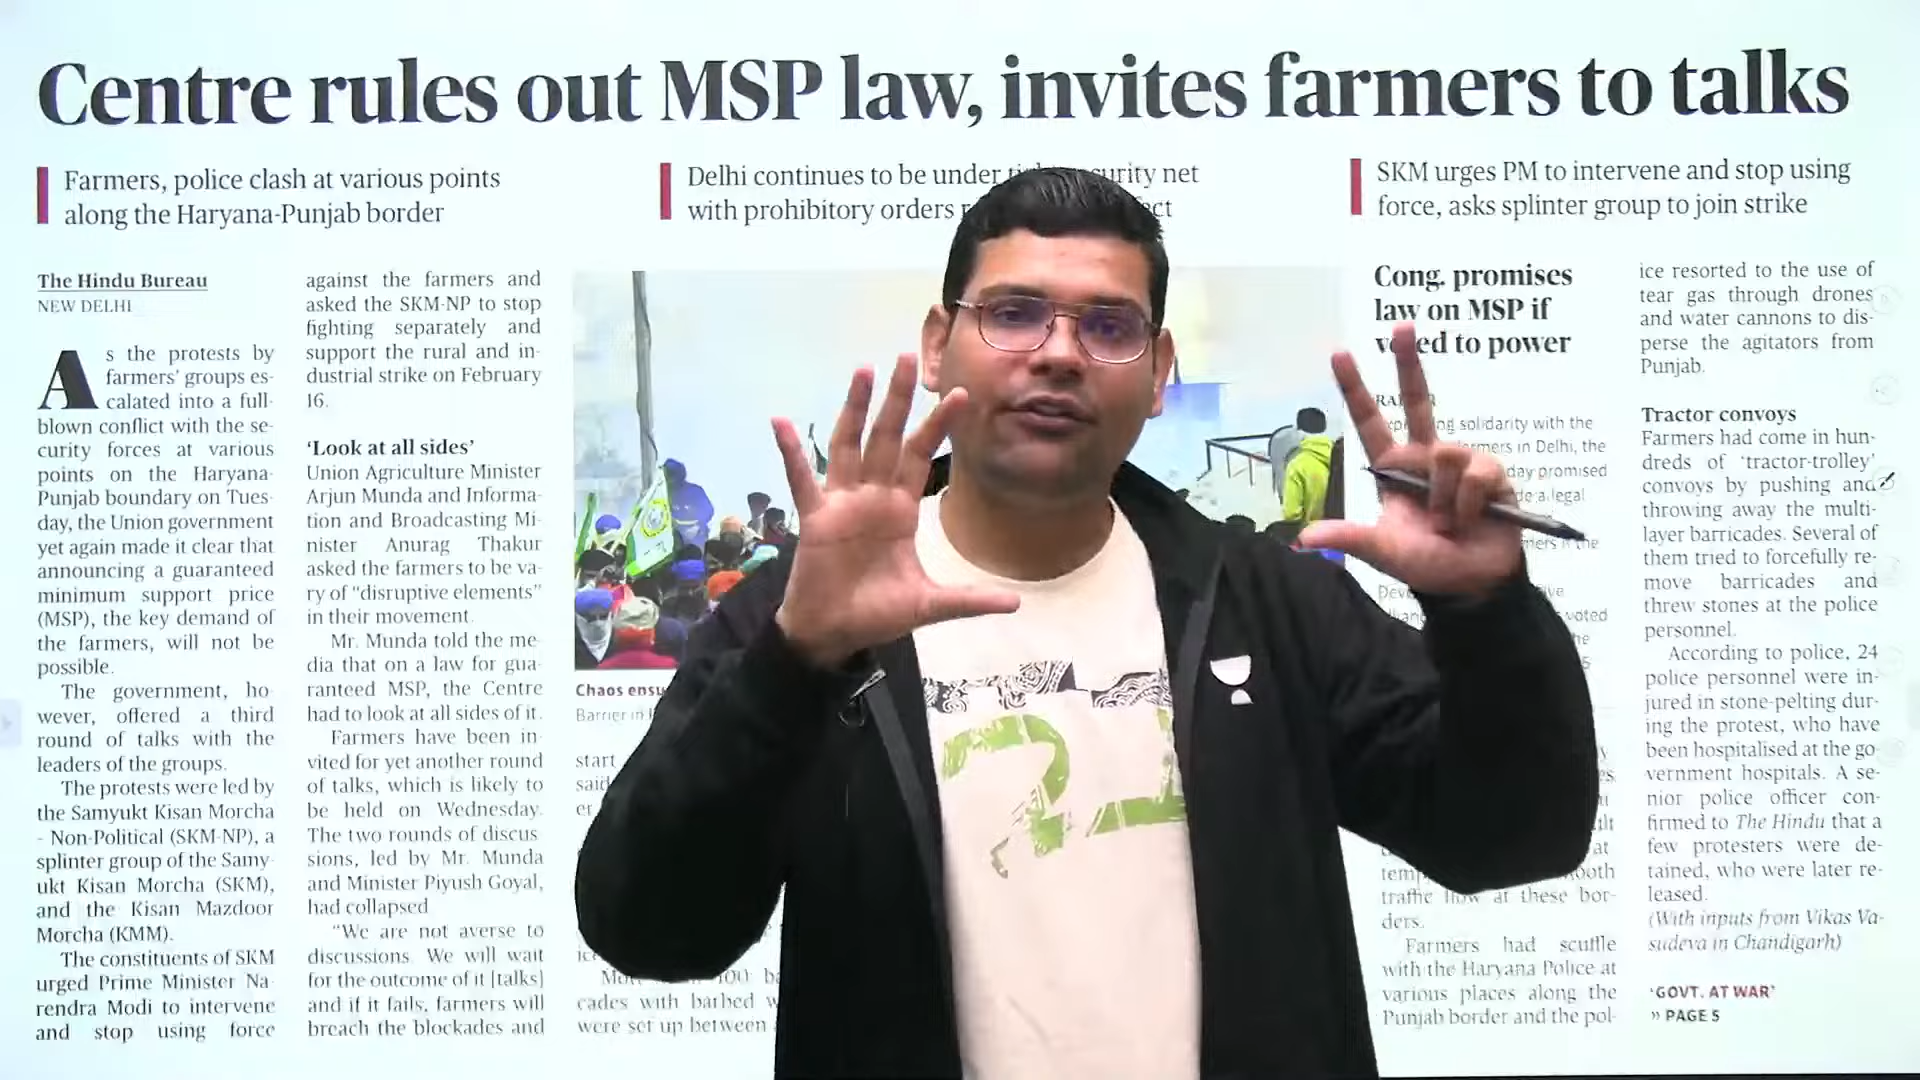 Centre rules out MSP law, invites farmers to talks
Farmers, police clash at various points
along the Haryana-Punjab border
Delhi continues to be under
with prohibitory orders
SKM urges PM to intervene and stop using
force, asks splinter group to join strike
The Hindu Bureau
NEW DELHI
As the protests by
farmers' groups es-
calated into a full-
blown conflict with the se-
curity forces at various
points on the Haryana-
Punjab boundary on Tues-
day, the Union government
yet again made it clear that
announcing a guaranteed
minimum support price
(MSP), the key demand of
the farmers, will not be
possible.
The government, ho-
wever, offered a third
round of talks with the
leaders of the groups.
The protests were led by
the Samyukt Kisan Morcha
- Non-Political (SKM-NP), a
splinter group of the Samy-
ukt Kisan Morcha (SKM),
and the Kisan Mazdoor
Morcha (KMM).
The constituents of SKM
urged Prime Minister Na-
rendra Modi to intervene
and stop using force
against the farmers and
asked the SKM-NP to stop
fighting separately and
support the rural and in-
dustrial strike on February
16.
'Look at all sides'
Union Agriculture Minister
Arjun Munda and Informa-
tion and Broadcasting Mi-
nister Anurag Thakur
asked the farmers to be wa-
ry of "disruptive elements"
in their movement.
Mr. Munda told the me-
dia that on a law for gua-
ranteed MSP, the Centre
had to look at all sides of it.
Farmers have been in-
vited for yet another round
of talks, which is likely to
be held on Wednesday.
The two rounds of discus-
sions, led by Mr. Munda
and Minister Piyush Goyal,
had collapsed.
"We are not averse to
discussions. We will wait
for the outcome of it [talks]
and if it fails, farmers will
breach the blockades and
Chaos
Barrier in
start
said
cades with barbed
were set up between
Cong. promises
law on MSP if
voted to power
solidarity with the
farmers in Delhi, the
day promised
a legal
the
voted
traffic flow at these bor-
ders.
Farmers had scuffle
with the Haryana Police at
various places along the
Punjab border and the pol-
ice resorted to the use of
tear gas through drones
and water cannons to dis-
perse the agitators from
Punjab.
Tractor convoys
Farmers had come in hun-
dreds of 'tractor-trolley'
convoys by pushing and
throwing away the multi-
layer barricades. Several of
them tried to forcefully re-
move barricades and
threw stones at the police
personnel.
According to police, 24
police personnel were in-
jured in stone-pelting dur-
ing the protest, who have
been hospitalised at the go-
vernment hospitals. A se-
nior police officer con-
firmed to The Hindu that a
few protesters were de-
tained, who were later re-
leased.
(With inputs from Vikas Va-
sudeva in Chandigarh)
'GOVT. AT WAR'
» PAGE 5